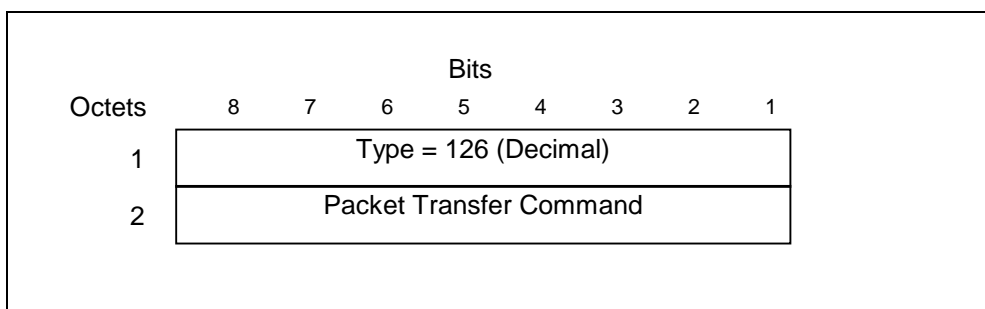 Bits
Octets 8 7 6 5 4 3 2 1
1 Type = 126 (Decimal)
2 Packet Transfer Command